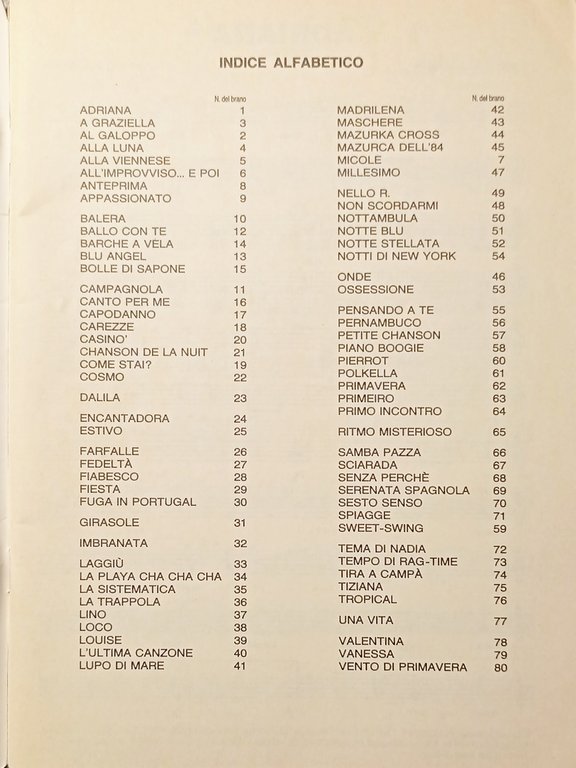 INDICE ALFABETICO
N. del brano
ADRIANA 1
A GRAZIELLA 3
AL GALOPPO 2
ALLA LUNA 4
ALLA VIENNESE 5
ALL'IMPROVVISO... E POI 6
ANTEPRIMA 8
APPASSIONATO 9
BALERA 10
BALLO CON TE 12
BARCHE A VELA 14
BLU ANGEL 13
BOLLE DI SAPONE 15
CAMPAGNOLA 11
CANTO PER ME 16
CAPODANNO 17
CAREZZE 18
CASINO' 20
CHANSON DE LA NUIT 21
COME STAI? 19
COSMO 22
DALILA 23
ENCANTADORA 24
ESTIVO 25
FARFALLE 26
FEDELTÀ 27
FIABESCO 28
FIESTA 29
FUGA IN PORTUGAL 30
GIRASOLE 31
IMBRANATA 32
LAGGIÙ 33
LA PLAYA CHA CHA CHA 34
LA SISTEMATICA 35
LA TRAPPOLA 36
LINO 37
LOCO 38
LOUISE 39
L'ULTIMA CANZONE 40
LUPO DI MARE 41
N. del brano
MADRILENA 42
MASCHERE 43
MAZURKA CROSS 44
MAZURCA DELL'84 45
MICOLE 7
MILLESIMO 47
NELLO R. 49
NON SCORDARMI 48
NOTTAMBULA 50
NOTTE BLU 51
NOTTE STELLATA 52
NOTTI DI NEW YORK 54
ONDE 46
OSSESSIONE 53
PENSANDO A TE 55
PERNAMBUCO 56
PETITE CHANSON 57
PIANO BOOGIE 58
PIERROT 60
POLKELLA 61
PRIMAVERA 62
PRIMEIRO 63
PRIMO INCONTRO 64
RITMO MISTERIOSO 65
SAMBA PAZZA 66
SCIARADA 67
SENZA PERCHÈ 68
SERENATA SPAGNOLA 69
SESTO SENSO 70
SPIAGGE 71
SWEET-SWING 59
TEMA DI NADIA 72
TEMPO DI RAG-TIME 73
TIRA A CAMPÀ 74
TIZIANA 75
TROPICAL 76
UNA VITA 77
VALENTINA 78
VANESSA 79
VENTO DI PRIMAVERA 80